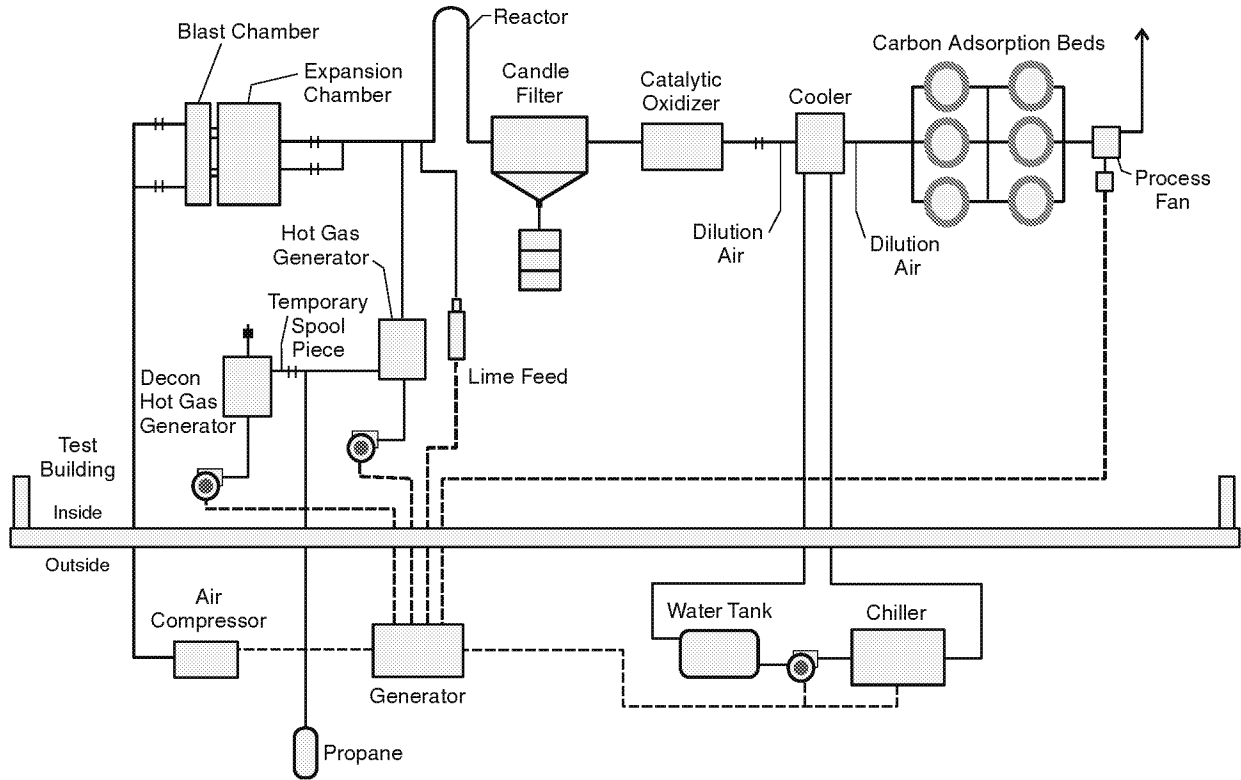 Reactor
Blast Chamber
Expansion
Chamber
Candle
Filter
Catalytic
Oxidizer
Cooler
Carbon Adsorption Beds
Process
Fan
Dilution
Air
Dilution
Air
Hot Gas
Generator
Temporary
Spool
Piece
Decon
Hot Gas
Generator
Lime Feed
Test
Building
Inside
Outside
Air
Compressor
Generator
Water Tank
Chiller
Propane